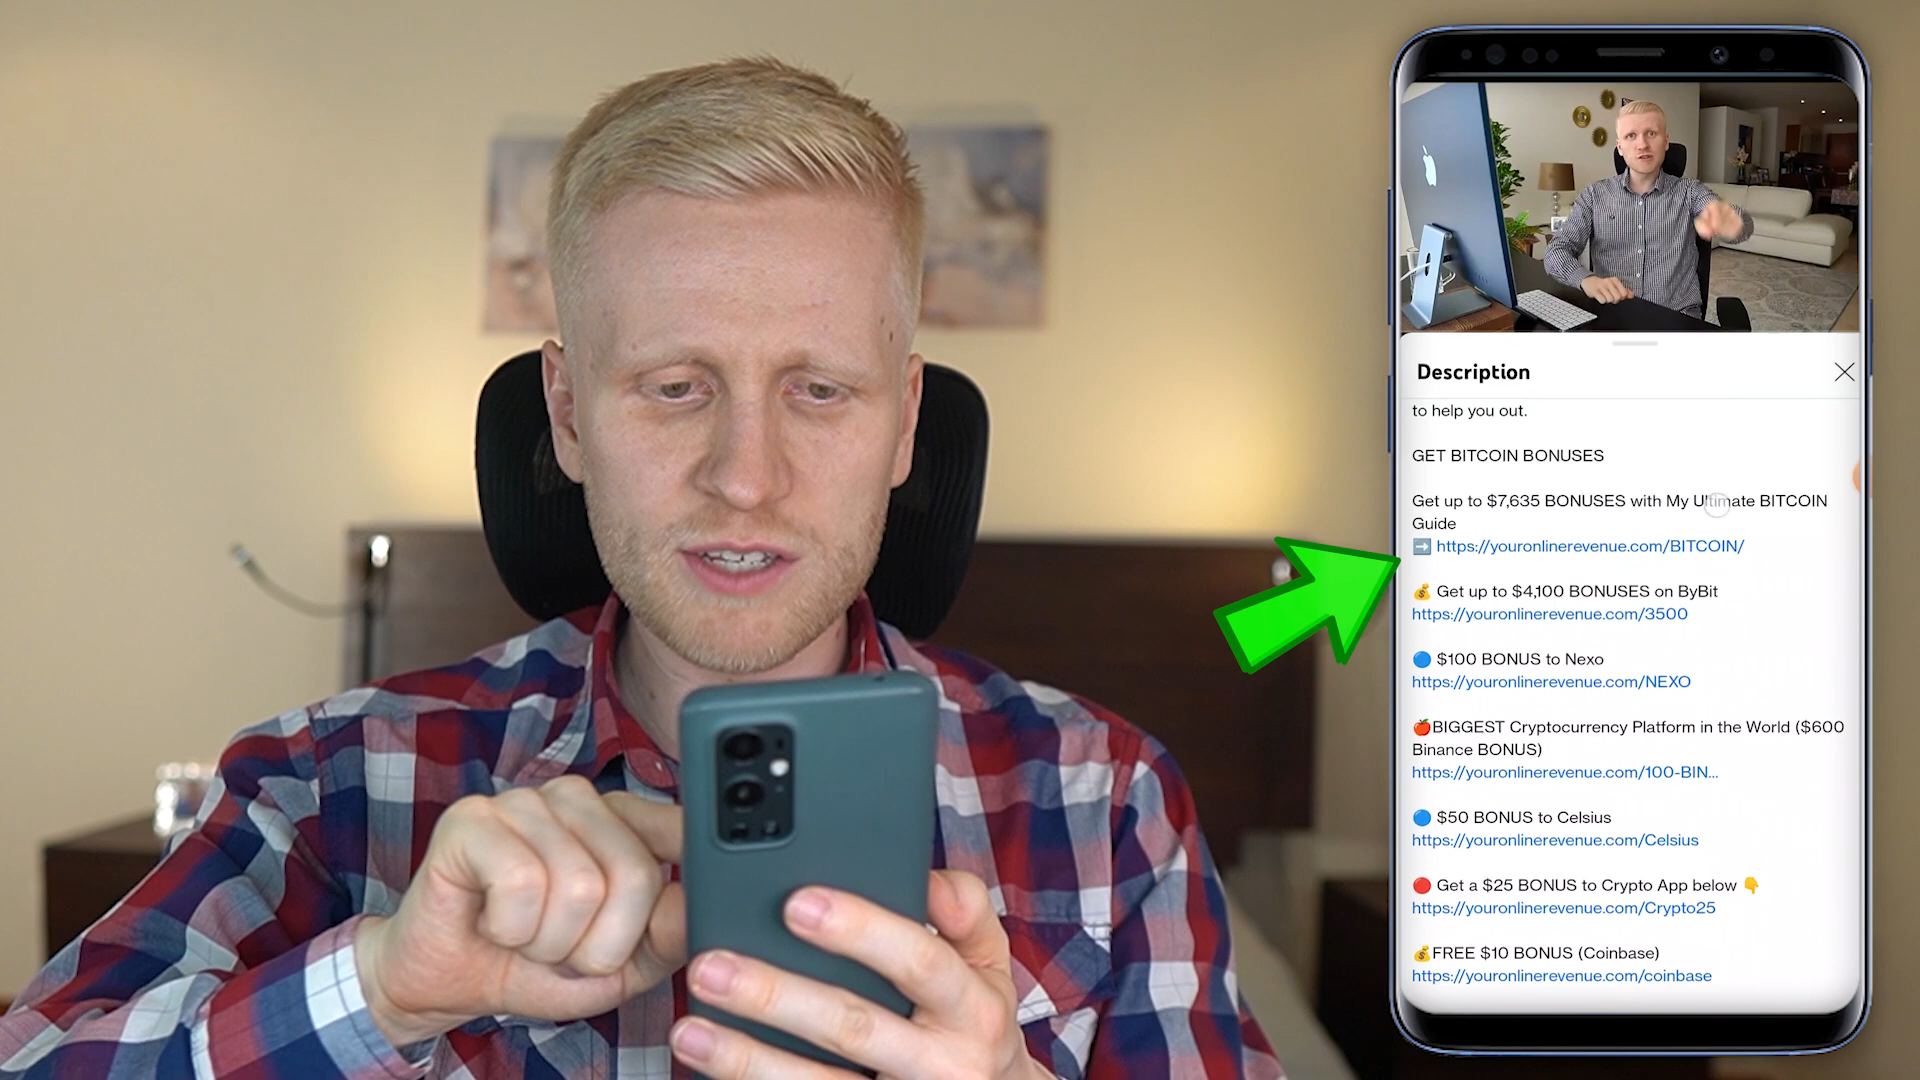 Description
to help you out.
GET BITCOIN BONUSES
Get up to $7,635 BONUSES with My Ultimate BITCOIN
Guide
➡️ https://youronlinerevenue.com/BITCOIN/
💰 Get up to $4,100 BONUSES on ByBit
https://youronlinerevenue.com/3500
🔵 $100 BONUS to Nexo
https://youronlinerevenue.com/NEXO
🍎BIGGEST Cryptocurrency Platform in the World ($600
Binance BONUS)
https://youronlinerevenue.com/100-BIN...
🔵 $50 BONUS to Celsius
https://youronlinerevenue.com/Celsius
🔴 Get a $25 BONUS to Crypto App below 👇
https://youronlinerevenue.com/Crypto25
💰FREE $10 BONUS (Coinbase)
https://youronlinerevenue.com/coinbase